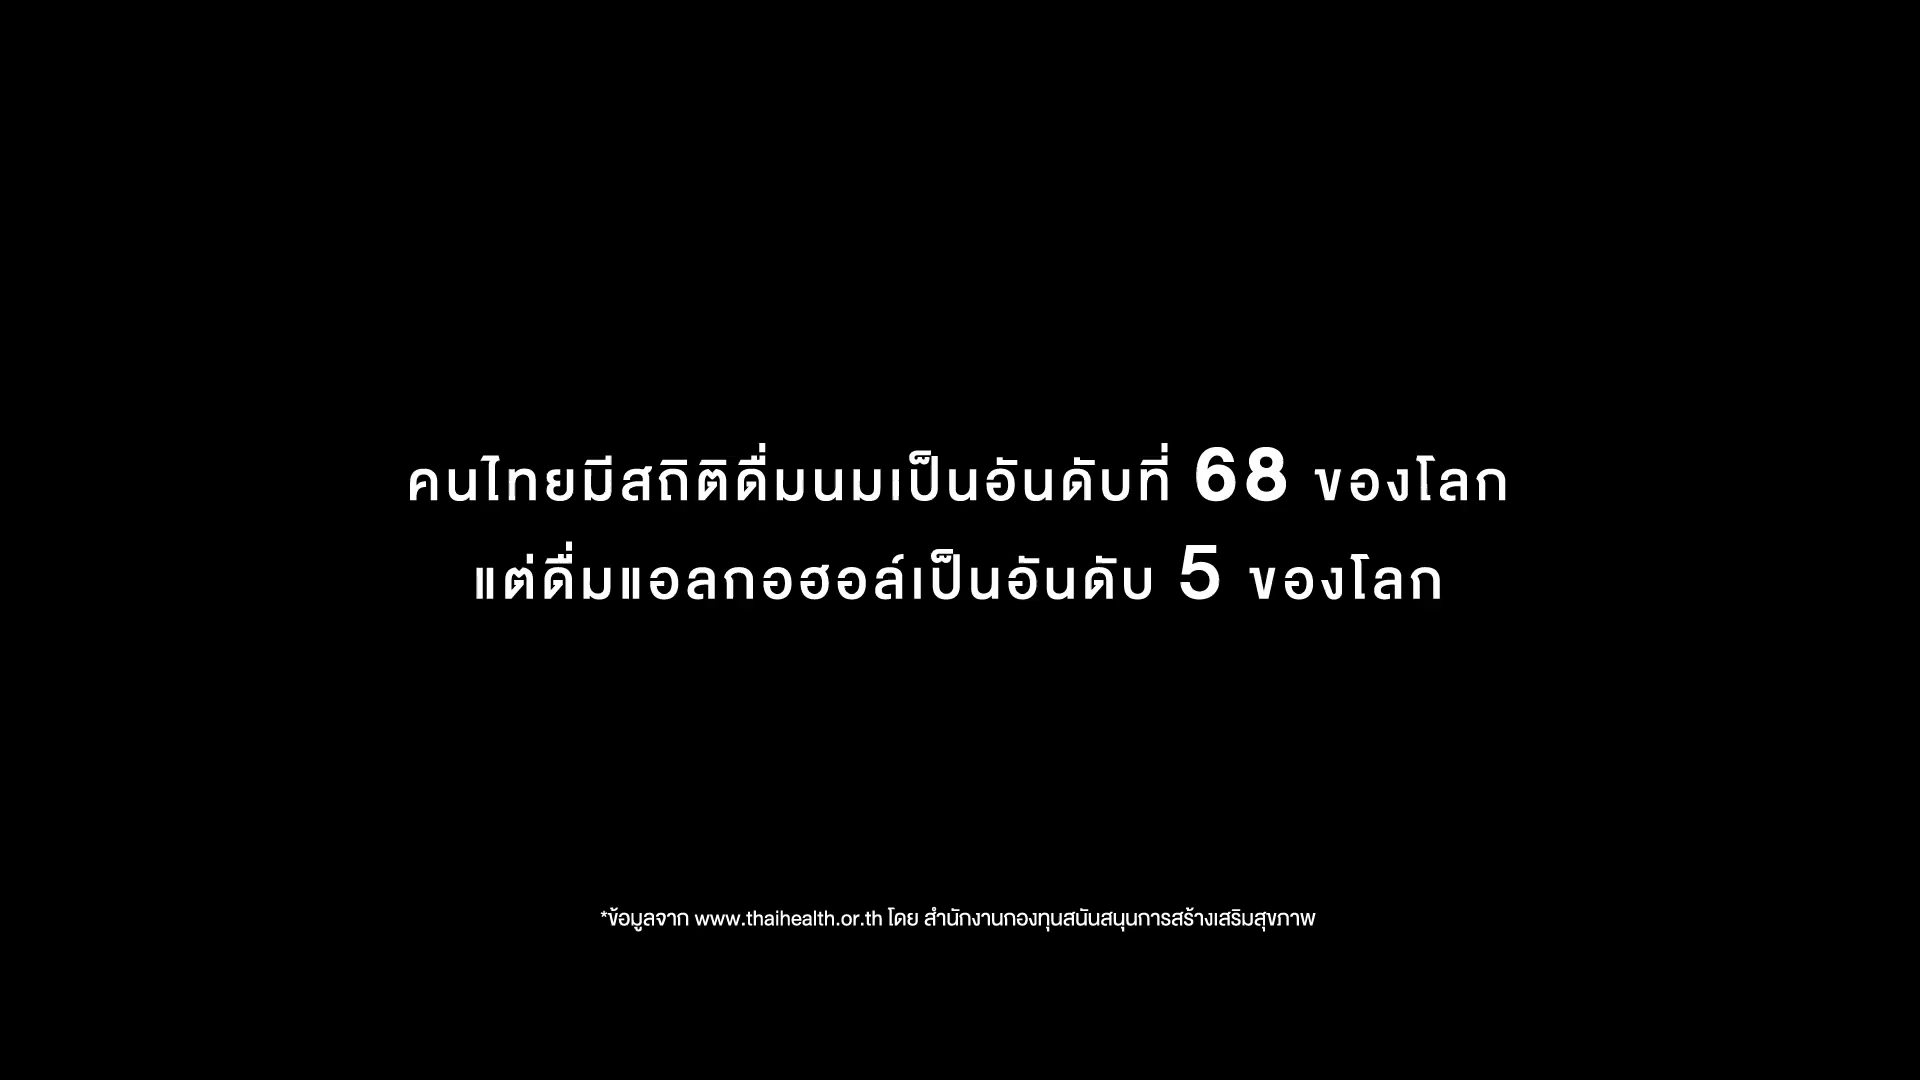 คนไทยมีสถิติดื่มนมเป็นอันดับที่ 68 ของโลก
แต่ดื่มแอลกอฮอล์เป็นอันดับ 5 ของโลก
*ข้อมูลจาก www.thaihealth.or.th โดย สำนักงานกองทุนสนันสนุนการสร้างเสริมสุขภาพ